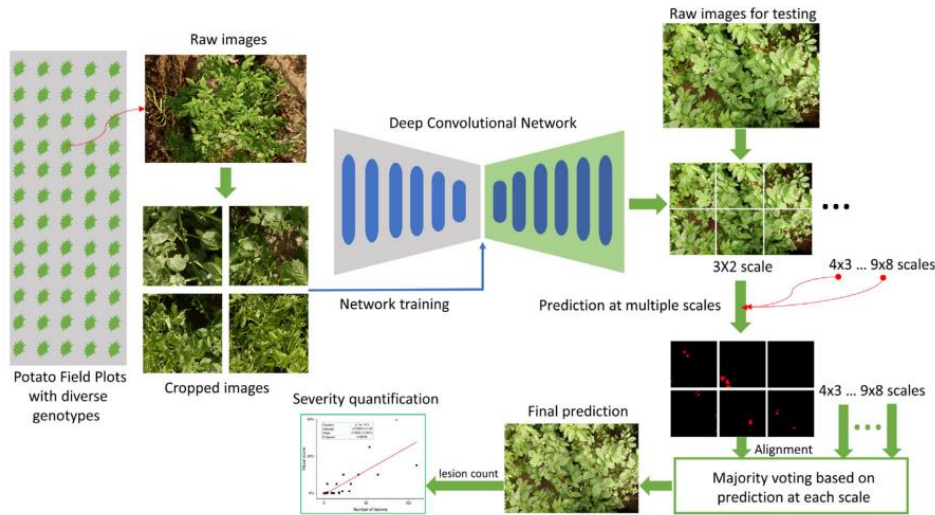 Raw images
Raw images for testing
Deep Convolutional Network
3X2 scale
4x3 ... 9x8 scales
Network training
Prediction at multiple scales
Potato Field Plots
with diverse
genotypes
Cropped images
Severity quantification
Final prediction
4x3 ... 9x8 scales
Alignment
lesion count
Majority voting based on
prediction at each scale
Number of lesions